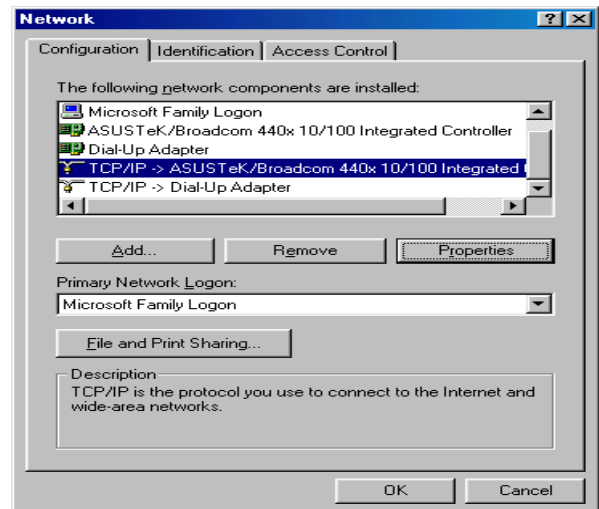 Network
Configuration Identification Access Control
The following network components are installed:
Microsoft Family Logon
ASUSTeK/Broadcom 440x 10/100 Integrated Controller
Dial-Up Adapter
TCP/IP -> ASUSTeK/Broadcom 440x 10/100 Integrated
TCP/IP -> Dial-Up Adapter
Add... Remove Properties
Primary Network Logon:
Microsoft Family Logon
File and Print Sharing...
Description
TCP/IP is the protocol you use to connect to the Internet and
wide-area networks.
OK Cancel